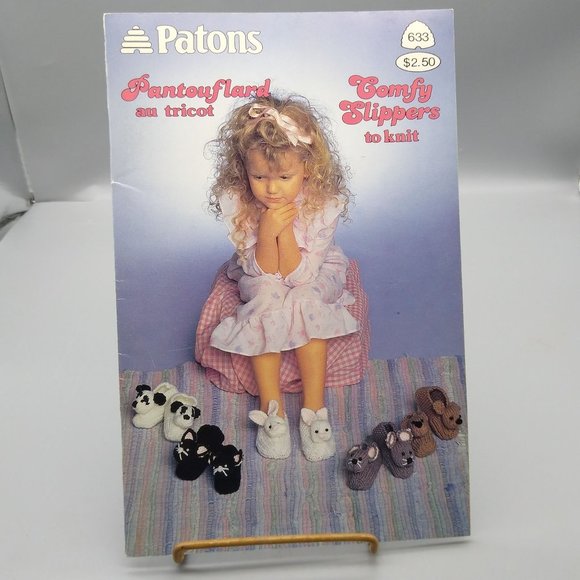 Patons
633
$2.50
Pantouflard
au tricot
Comfy
Slippers
to knit